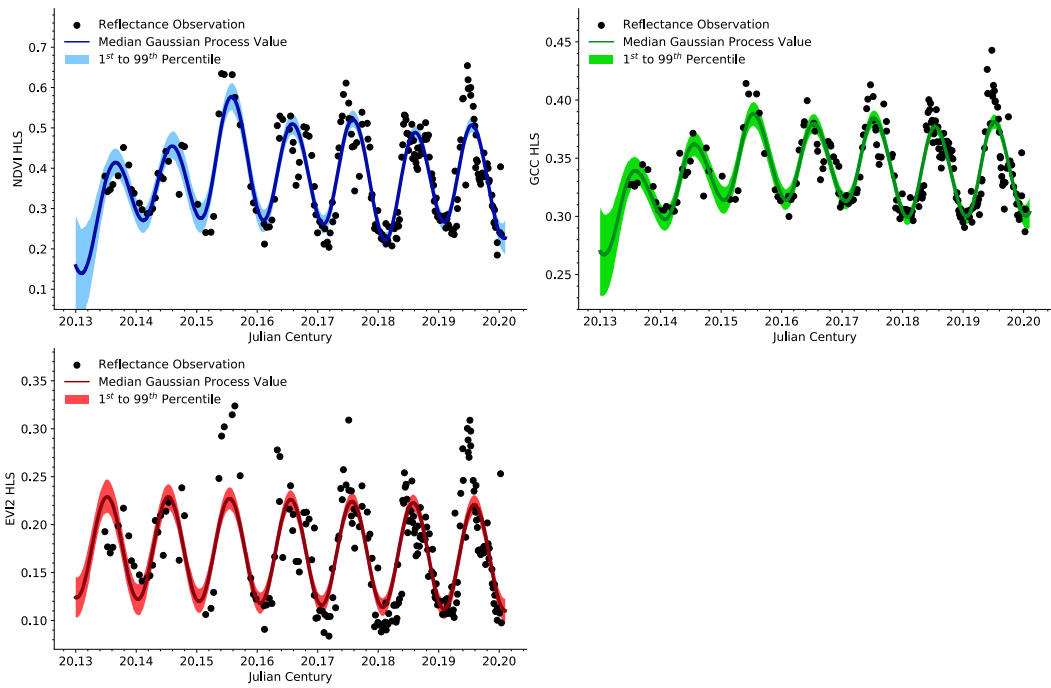 Reflectance Observation
Median Gaussian Process Value
1st to 99th Percentile
NDVI HLS
0.7
0.6
0.5
0.4
0.3
0.2
0.1
20.13 20.14 20.15 20.16 20.17 20.18 20.19 20.20
Julian Century
Reflectance Observation
Median Gaussian Process Value
1st to 99th Percentile
GCC HLS
0.45
0.40
0.35
0.30
0.25
20.13 20.14 20.15 20.16 20.17 20.18 20.19 20.20
Julian Century
Reflectance Observation
Median Gaussian Process Value
1st to 99th Percentile
EVI2 HLS
0.35
0.30
0.25
0.20
0.15
0.10
20.13 20.14 20.15 20.16 20.17 20.18 20.19 20.20
Julian Century